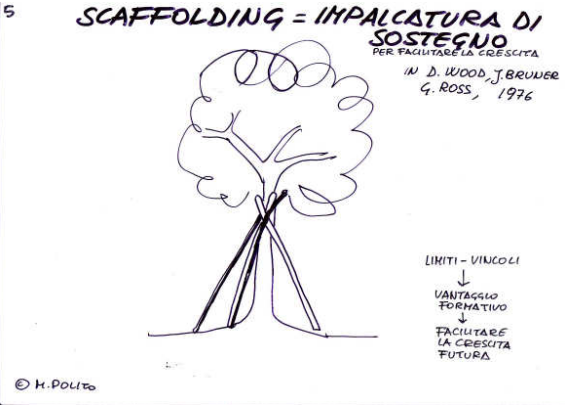 5
SCAFFOLDING = IMPALCATURA DI
SOSTEGNO
PER FACILITARE LA CRESCITA
IN D. WOOD, J. BRUNER
G. ROSS, 1976
LIMITI - VINCOLI
↓
VANTAGGIO
FORMATIVO
↓
FACILITARE
LA CRESCITA
FUTURA
© M. POLITO